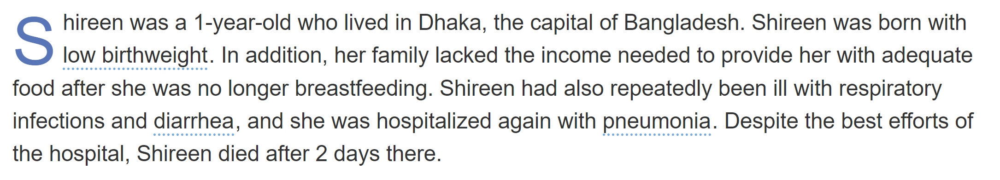 Shireen was a 1-year-old who lived in Dhaka, the capital of Bangladesh. Shireen was born with
low birthweight. In addition, her family lacked the income needed to provide her with adequate
food after she was no longer breastfeeding. Shireen had also repeatedly been ill with respiratory
infections and diarrhea, and she was hospitalized again with pneumonia. Despite the best efforts of
the hospital, Shireen died after 2 days there.